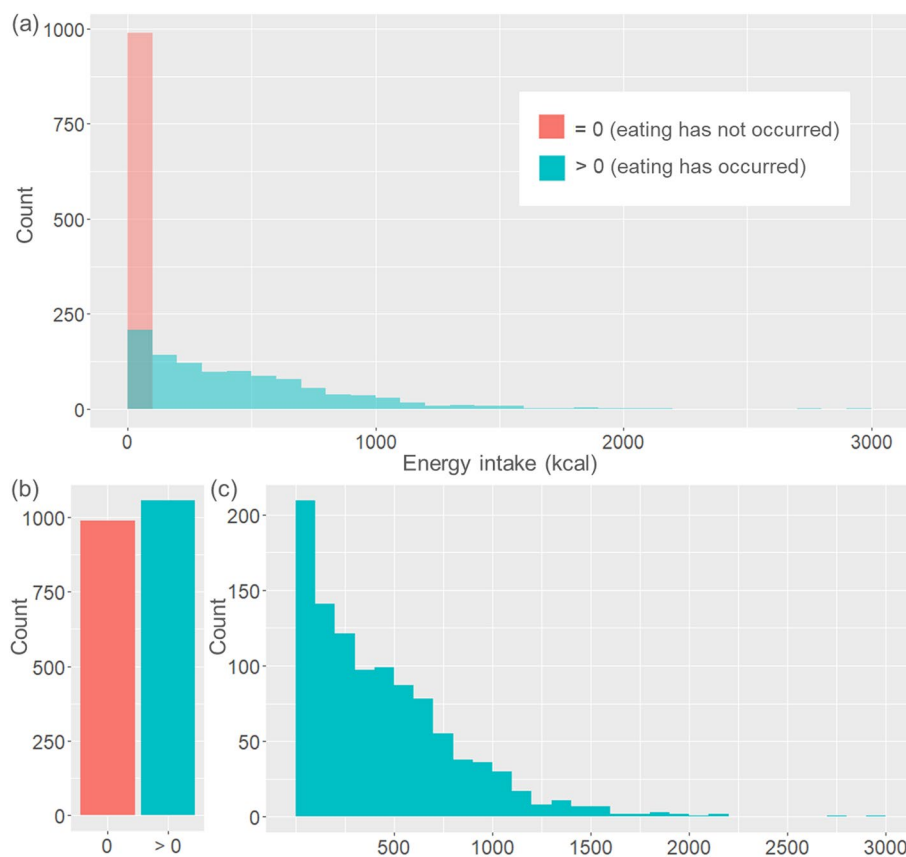 (a)
1000
750
500
250
0
Count
= 0 (eating has not occurred)
> 0 (eating has occurred)
0 1000 2000 3000
Energy intake (kcal)
(b)
1000
750
500
250
0
Count
0 > 0
(c)
200
150
100
50
0
Count
500 1000 1500 2000 2500 3000